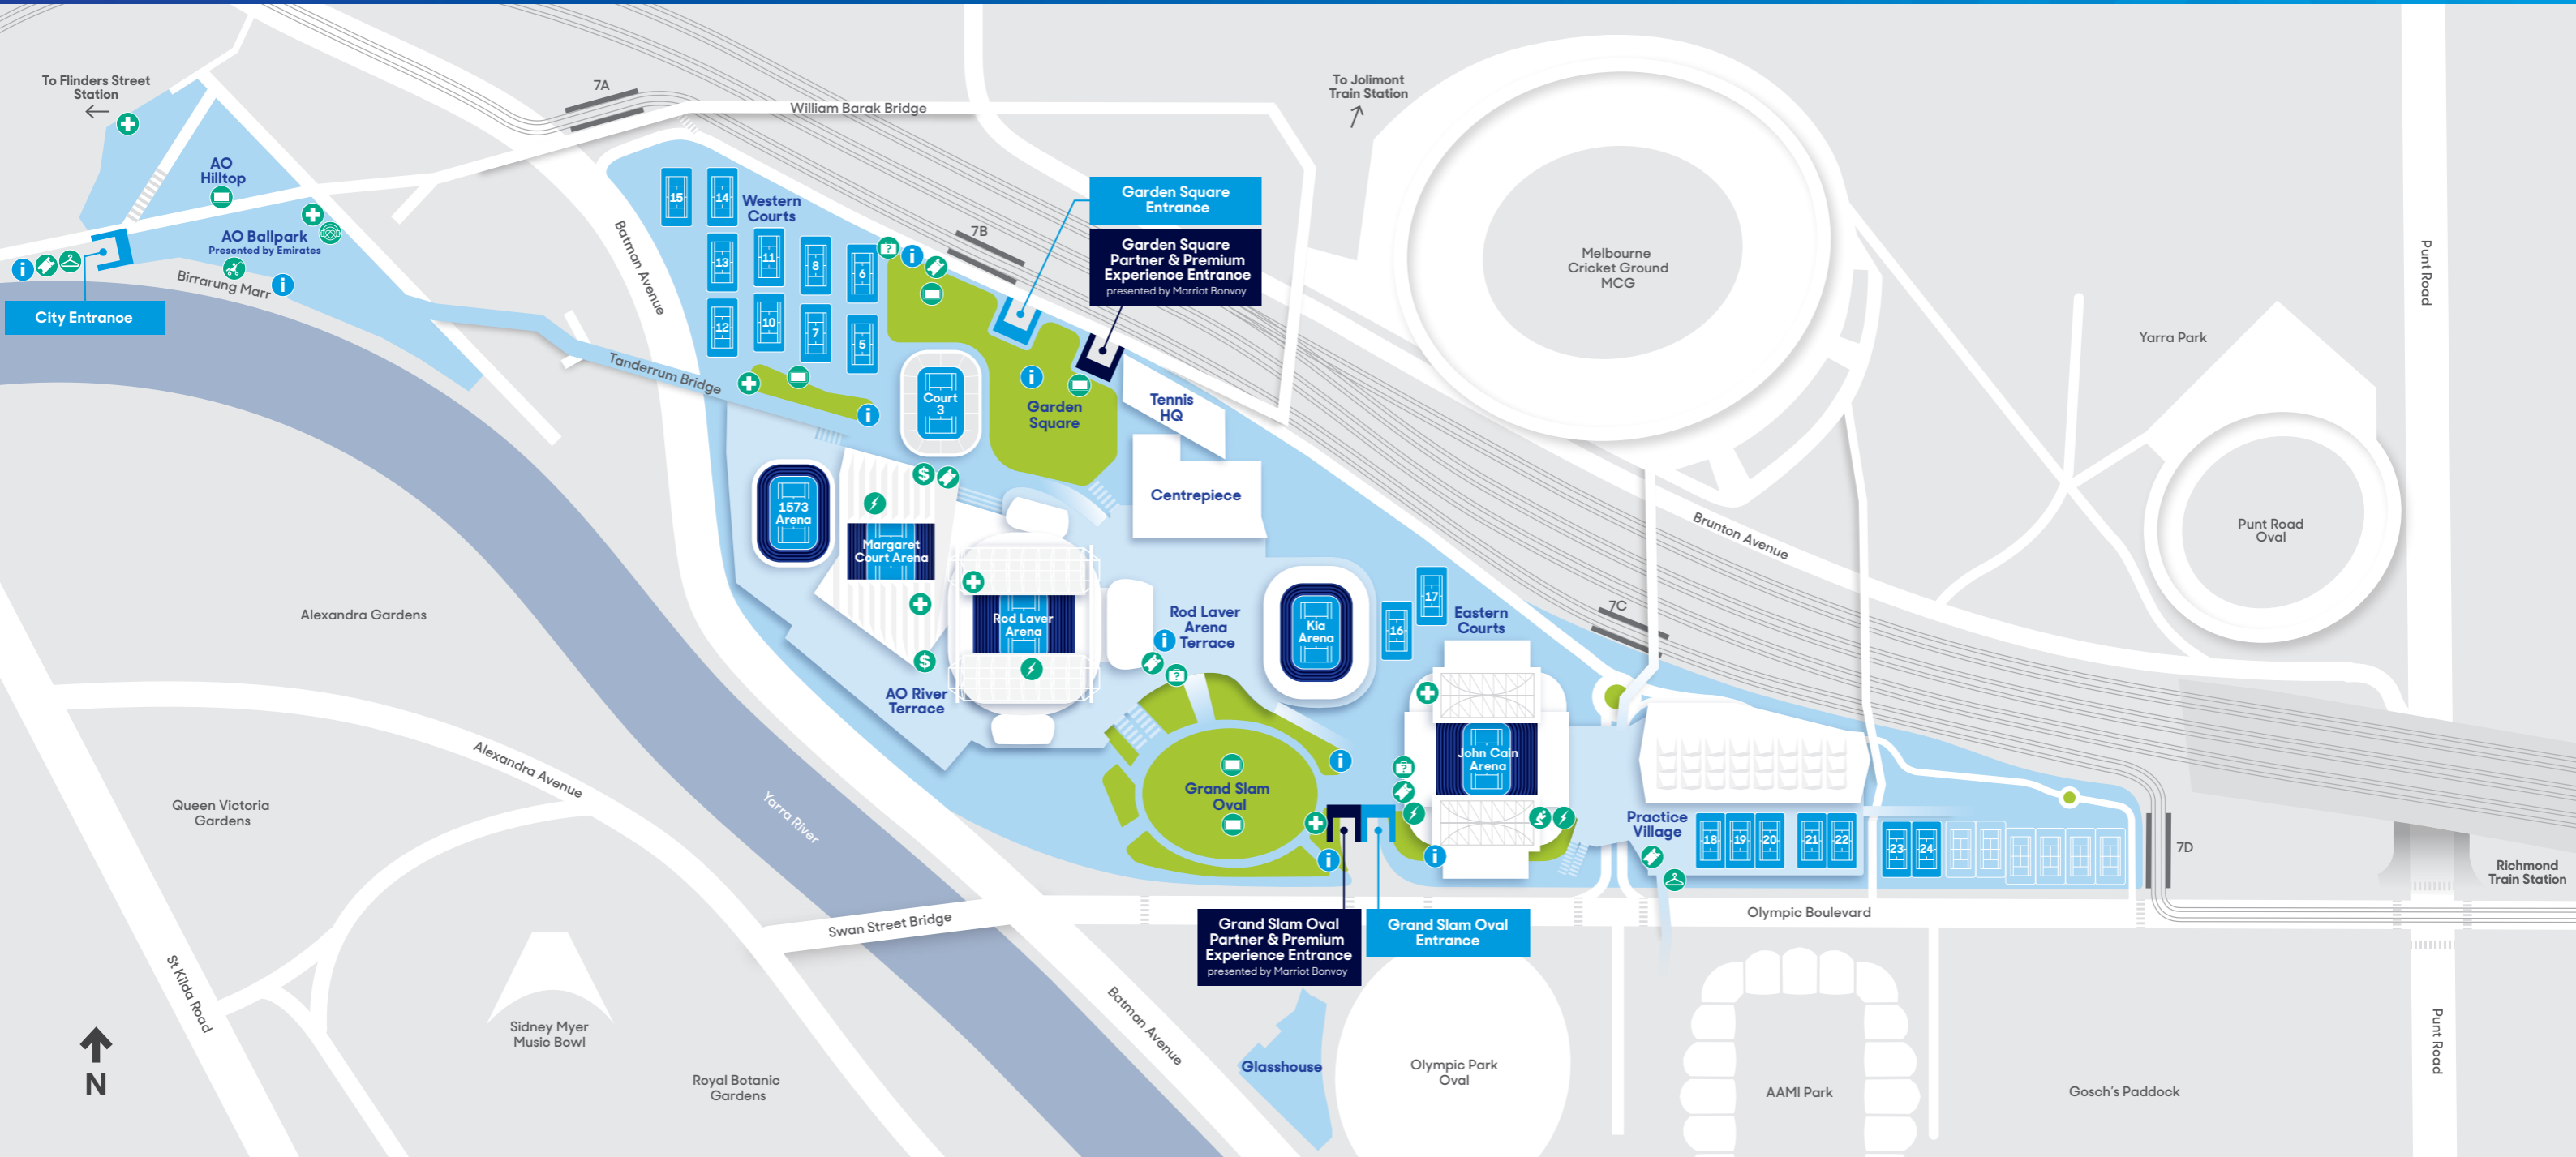 To Flinders Street
Station
7A
William Barak Bridge
To Jolimont
Train Station
AO
Hilltop
AO Ballpark
Presented by Emirates
Birrarung Marr
City Entrance
Batman Avenue
Tanderrum Bridge
15
14
Western
Courts
13
11
8
6
12
10
7
5
7B
Garden Square
Entrance
Garden Square
Partner & Premium
Experience Entrance
presented by Marriot Bonvoy
Court
3
Garden
Square
Tennis
HQ
Centrepiece
Melbourne
Cricket Ground
MCG
Punt Road
Yarra Park
Punt Road
Oval
Brunton Avenue
1573
Arena
Margaret
Court Arena
Rod Laver
Arena
Rod Laver
Arena
Terrace
AO River
Terrace
Kia
Arena
17
16
Eastern
Courts
7C
John Cain
Arena
Grand Slam
Oval
Practice
Village
18
19
20
21
22
23
24
7D
Richmond
Train Station
Alexandra Gardens
Alexandra Avenue
Queen Victoria
Gardens
Yarra River
Swan Street Bridge
Olympic Boulevard
Grand Slam Oval
Partner & Premium
Experience Entrance
presented by Marriot Bonvoy
Grand Slam Oval
Entrance
St Kilda Road
Sidney Myer
Music Bowl
Royal Botanic
Gardens
Batman Avenue
Glasshouse
Olympic Park
Oval
AAMI Park
Gosch's Paddock
Punt Road
N